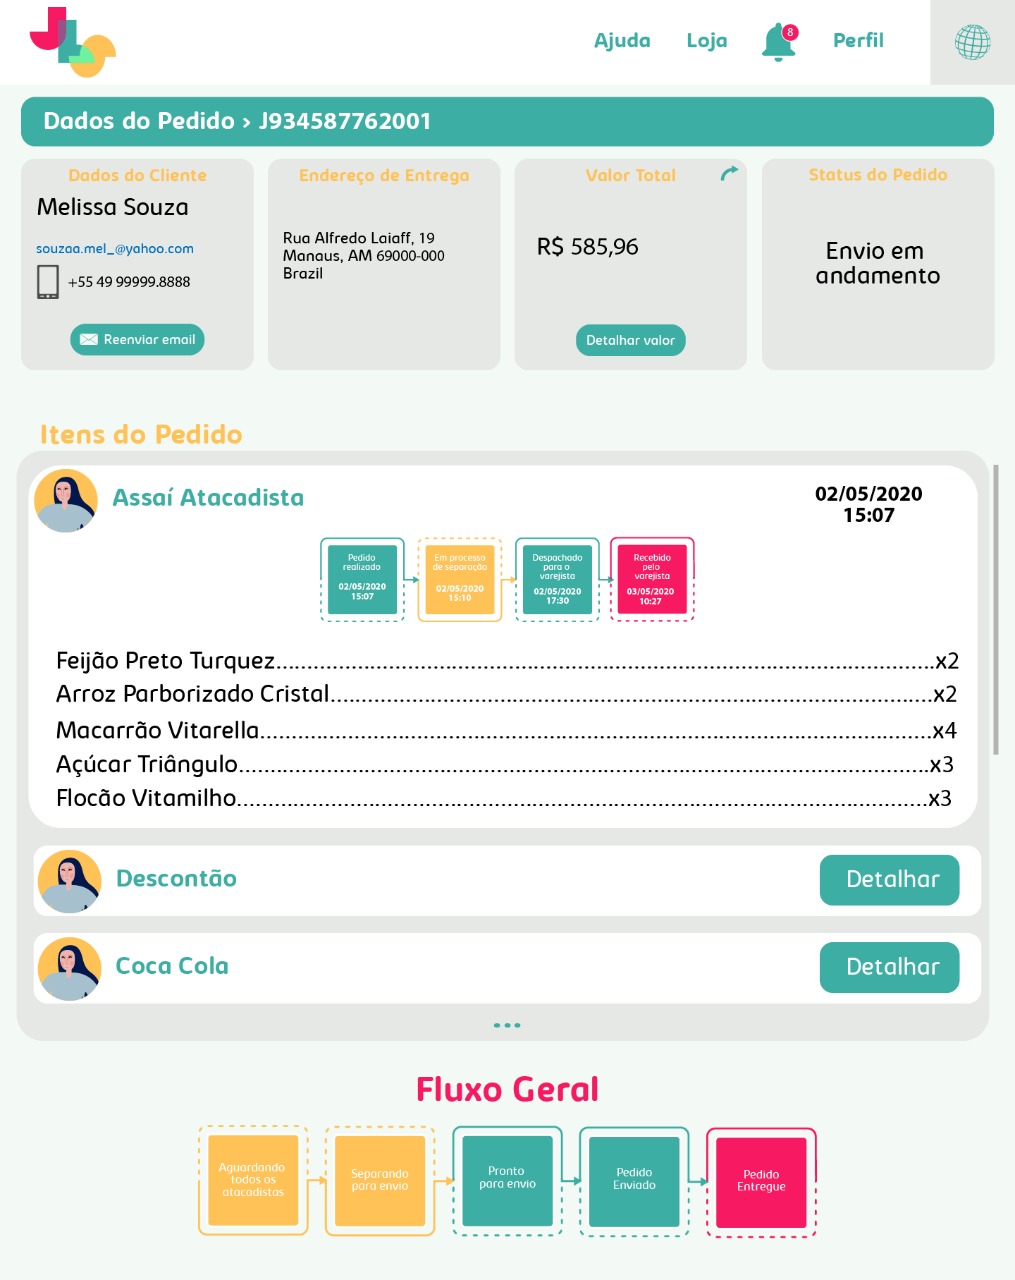 JLS
Ajuda
Loja
8
Perfil
Dados do Pedido › J934587762001
Dados do Cliente
Melissa Souza
souzaa.mel_@yahoo.com
+55 49 99999.8888
Reenviar email
Endereço de Entrega
Rua Alfredo Laiaff, 19
Manaus, AM 69000-000
Brazil
Valor Total
R$ 585,96
Detalhar valor
Status do Pedido
Envio em
andamento
Itens do Pedido
Assaí Atacadista
02/05/2020
15:07
Pedido
realizado
02/05/2020
15:07
Em processo
de separação
02/05/2020
15:10
Despachado
para o
varejista
02/05/2020
17:30
Recebido
pelo
varejista
03/05/2020
10:27
Feijão Preto Turquez......................................................................................x2
Arroz Parborizado Cristal...............................................................................x2
Macarrão Vitarella........................................................................................x4
Açúcar Triângulo..........................................................................................x3
Flocão Vitamilho..........................................................................................x3
Descontão
Detalhar
Coca Cola
Detalhar
...
Fluxo Geral
Aguardando
todos os
atacadistas
Separando
para envio
Pronto
para envio
Pedido
Enviado
Pedido
Entregue